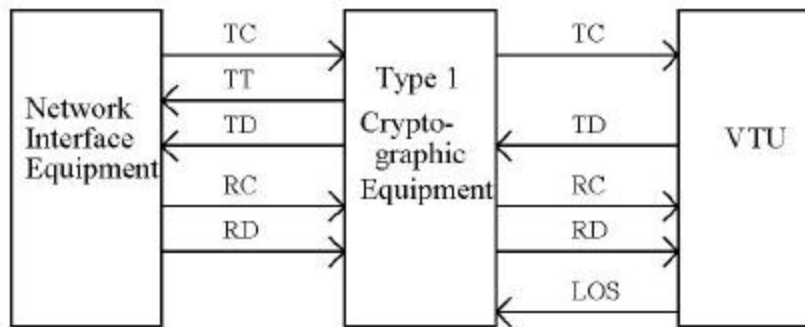 TC
TC
TT
Type 1
Network
Interface
Equipment
Crypto-
graphic
Equipment
TD
TD
VTU
RC
RC
RD
RD
LOS